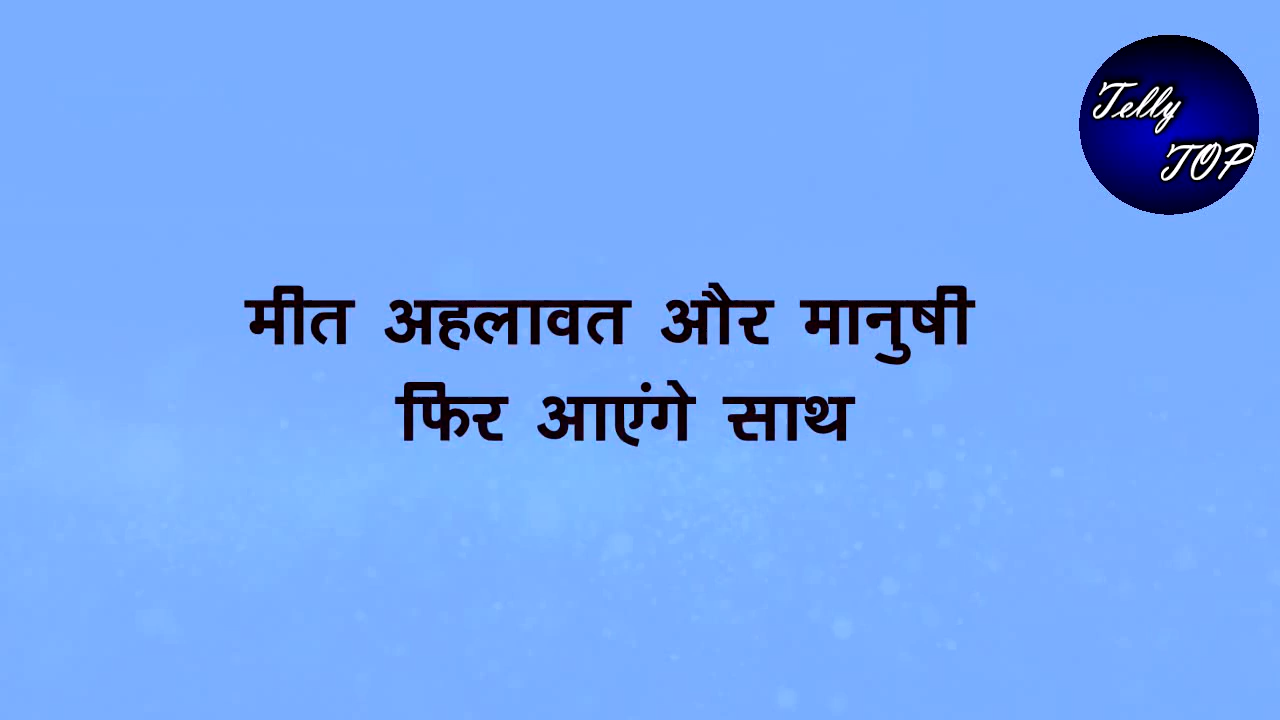 Telly
TOP
मीत अहलावत और मानुषी
फिर आएंगे साथ